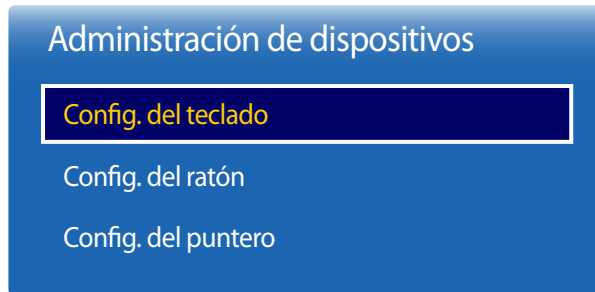 Administración de dispositivos
Config. del teclado
Config. del ratón
Config. del puntero